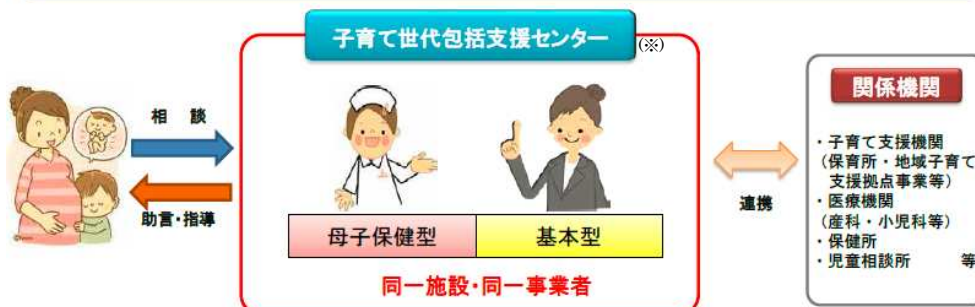 子育て世代包括支援センター
(※)
相 談
助言・指導
母子保健型
基本型
同一施設・同一事業者
連携
関係機関
・子育て支援機関
(保育所・地域子育て
支援拠点事業等)
・医療機関
(産科・小児科等)
・保健所
・児童相談所 等